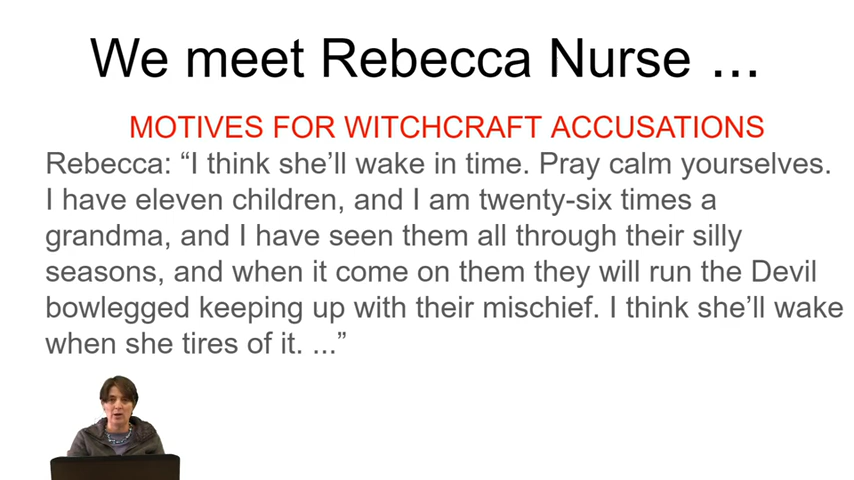 We meet Rebecca Nurse ...
MOTIVES FOR WITCHCRAFT ACCUSATIONS
Rebecca: “I think she’ll wake in time. Pray calm yourselves.
I have eleven children, and I am twenty-six times a
grandma, and I have seen them all through their silly
seasons, and when it come on them they will run the Devil
bowlegged keeping up with their mischief. I think she’ll wake
when she tires of it. ...”